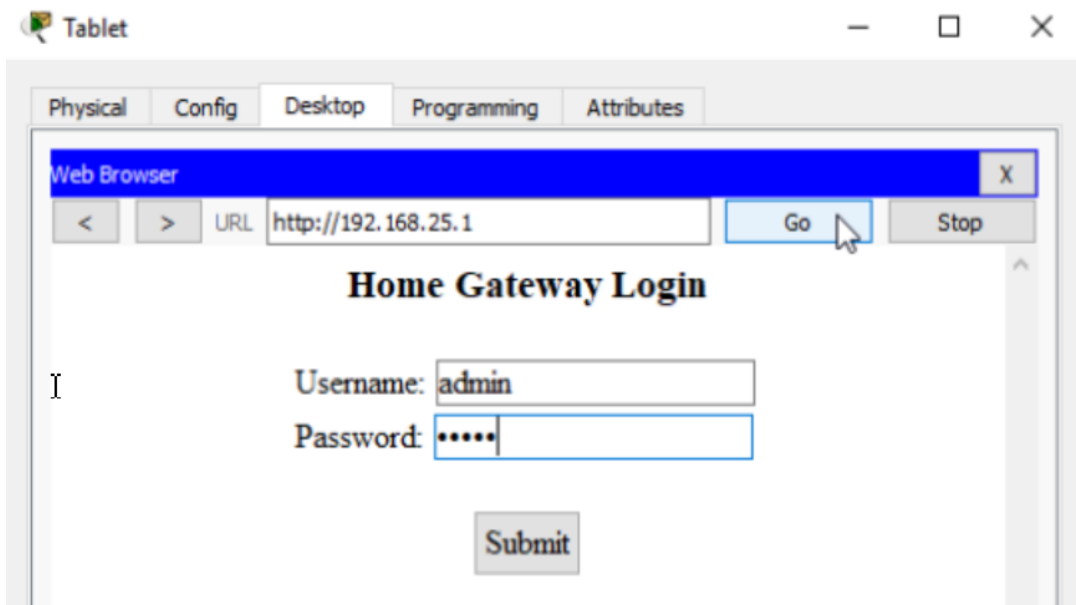 Tablet
Physical Config Desktop Programming Attributes
Web Browser X
< > URL http://192.168.25.1 Go Stop
Home Gateway Login
Username: admin
Password: •••••
Submit